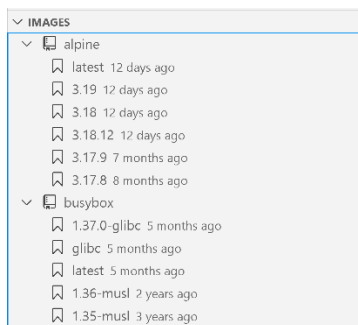 IMAGES
alpine
latest 12 days ago
3.19 12 days ago
3.18 12 days ago
3.18.12 12 days ago
3.17.9 7 months ago
3.17.8 8 months ago
busybox
1.37.0-glibc 5 months ago
glibc 5 months ago
latest 5 months ago
1.36-musl 2 years ago
1.35-musl 3 years ago